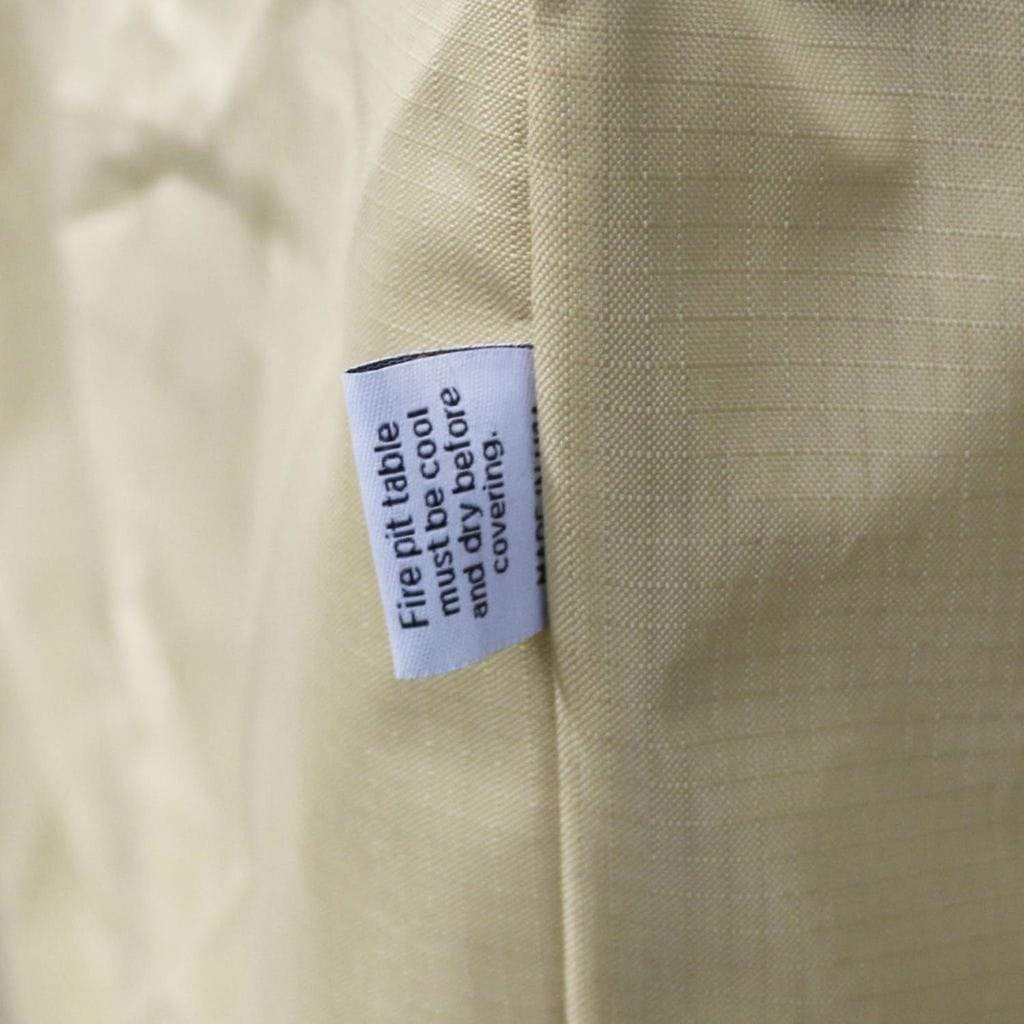 Fire pit table
must be cool
and dry before
covering.